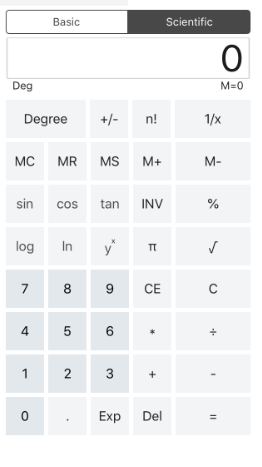 Basic Scientific
0
Deg M=0
Degree +/- n! 1/x
MC MR MS M+ M-
sin cos tan INV %
log ln yˣ π √
7 8 9 CE C
4 5 6 * ÷
1 2 3 + -
0 . Exp Del =